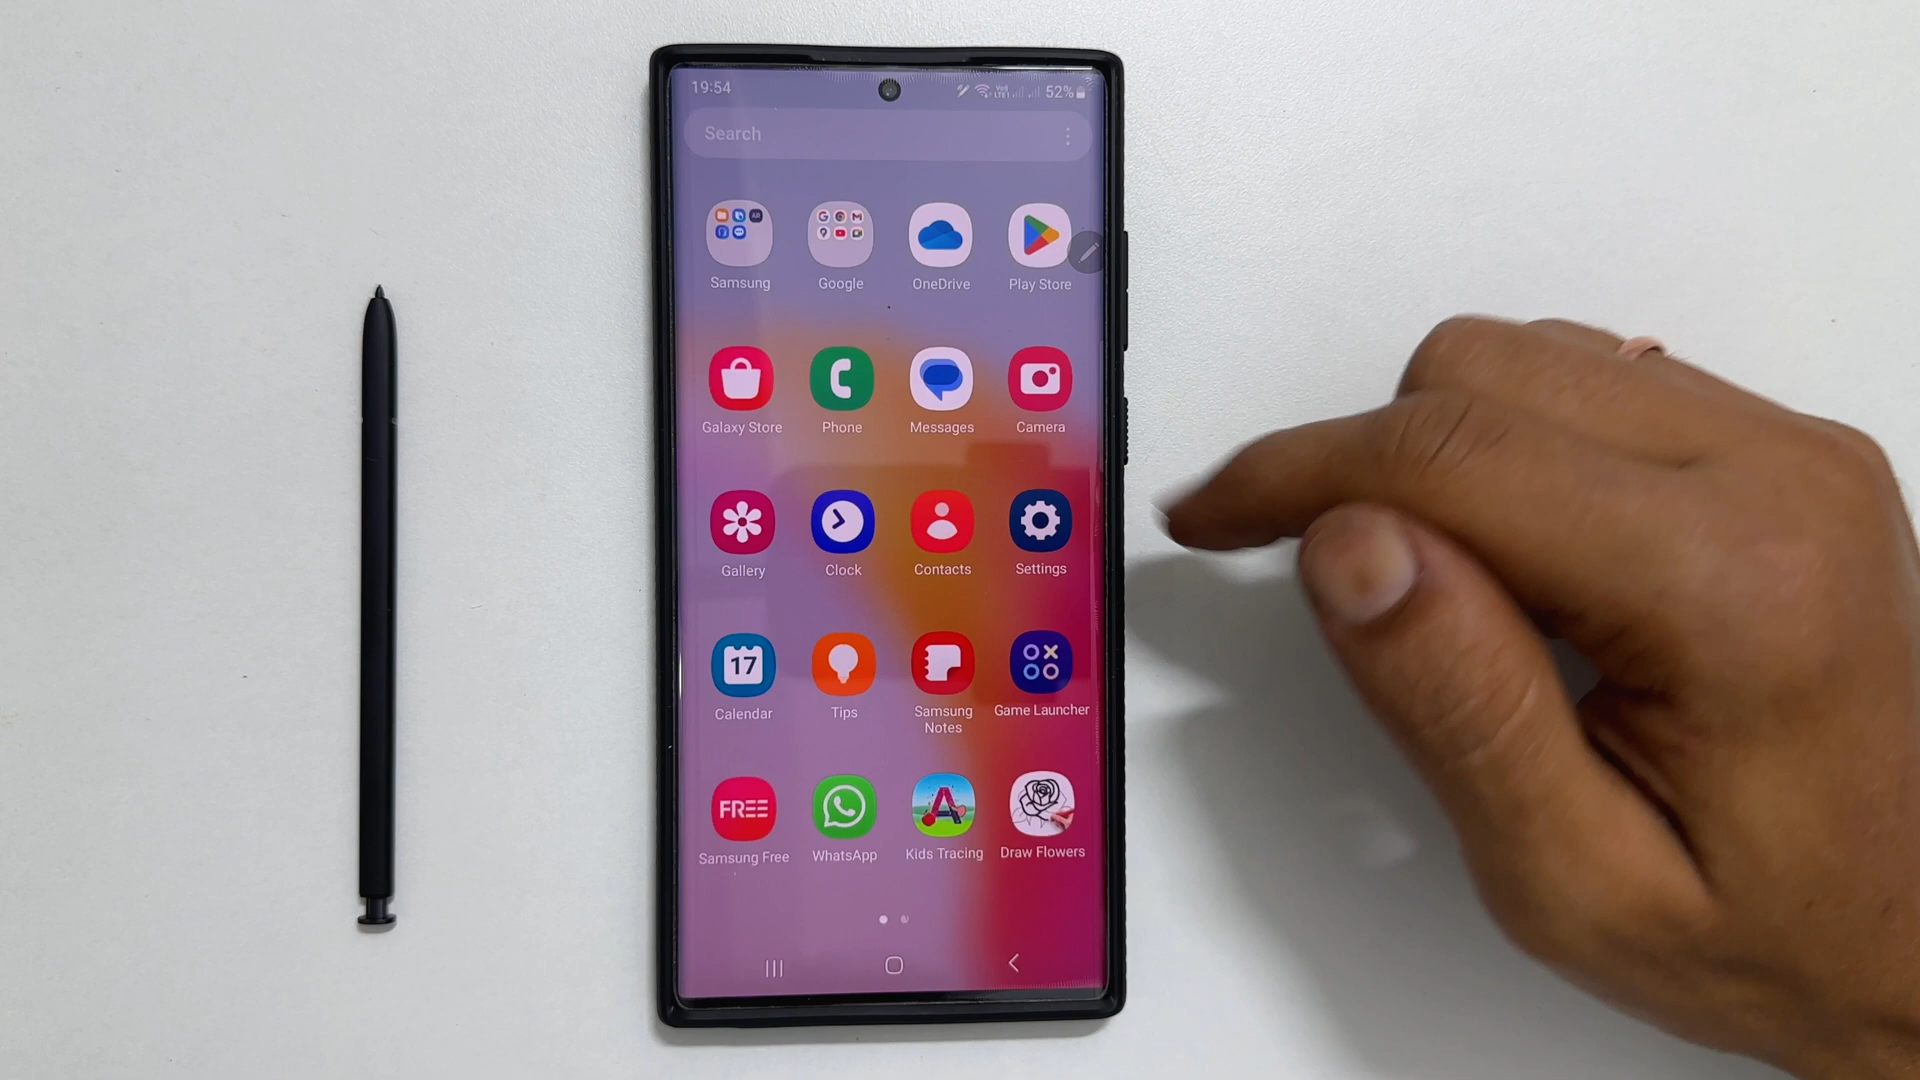 19:54
52%
Search
Samsung
Google
OneDrive
Play Store
Galaxy Store
Phone
Messages
Camera
Gallery
Clock
Contacts
Settings
17
Calendar
Tips
Samsung
Notes
Game Launcher
FREE
Samsung Free
WhatsApp
Kids Tracing
Draw Flowers